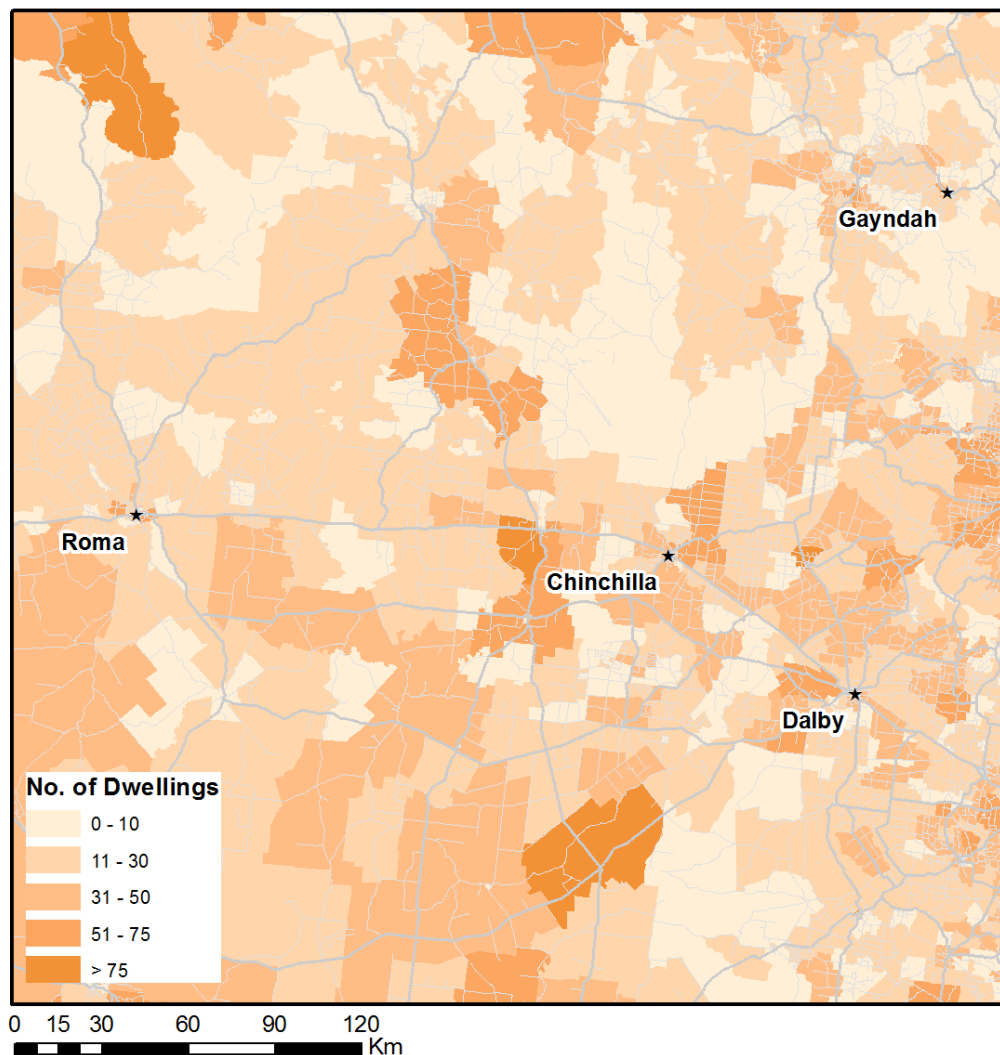 Gayndah
Roma
Chinchilla
Dalby
No. of Dwellings
0 - 10
11 - 30
31 - 50
51 - 75
> 75
0 15 30 60 90 120
Km